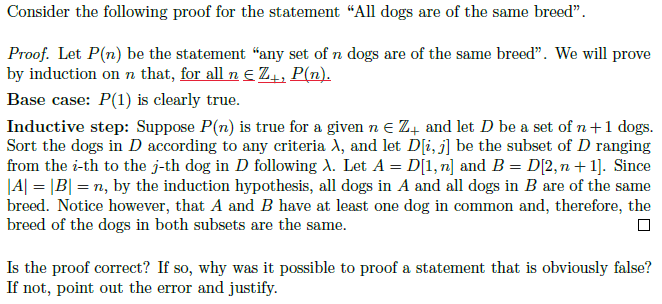 Consider the following proof for the statement “All dogs are of the same breed”.
Proof. Let P(n) be the statement “any set of n dogs are of the same breed”. We will prove
by induction on n that, for all n ∈ ℤ₊, P(n).
Base case: P(1) is clearly true.
Inductive step: Suppose P(n) is true for a given n ∈ ℤ₊ and let D be a set of n + 1 dogs.
Sort the dogs in D according to any criteria λ, and let D[i, j] be the subset of D ranging
from the i-th to the j-th dog in D following λ. Let A = D[1, n] and B = D[2, n + 1]. Since
|A| = |B| = n, by the induction hypothesis, all dogs in A and all dogs in B are of the same
breed. Notice however, that A and B have at least one dog in common and, therefore, the
breed of the dogs in both subsets are the same. □
Is the proof correct? If so, why was it possible to proof a statement that is obviously false?
If not, point out the error and justify.